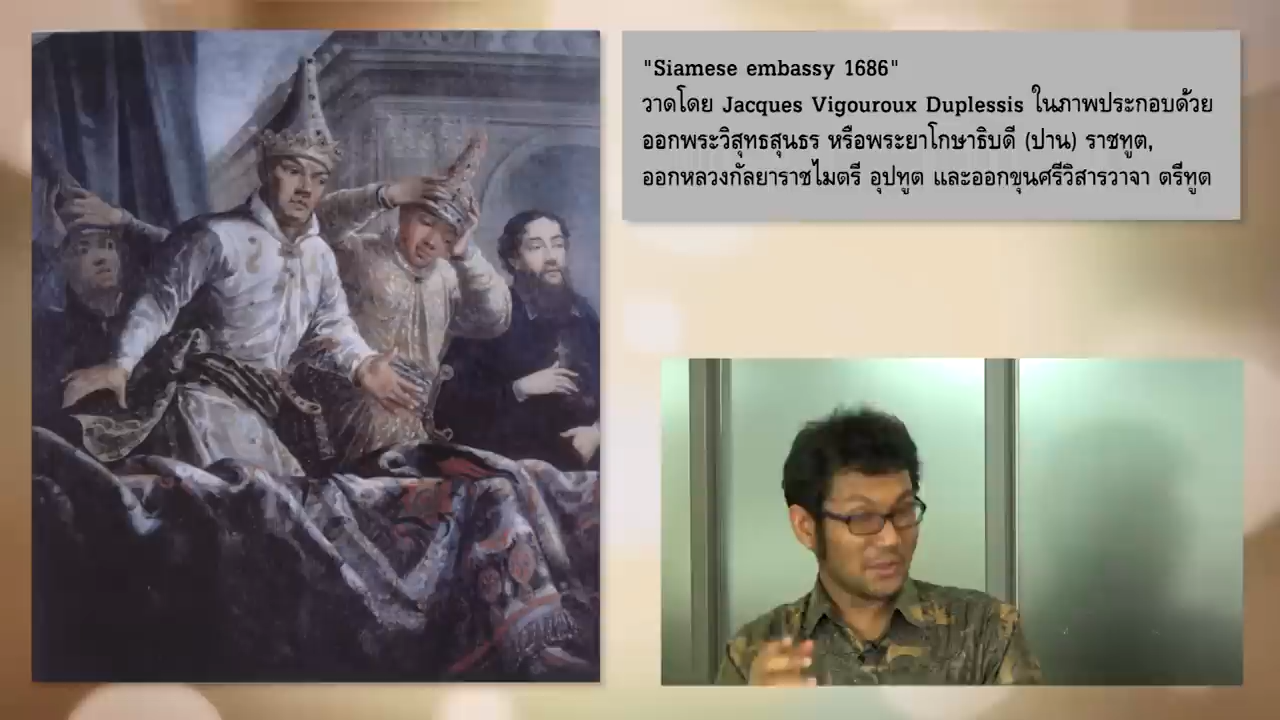 "Siamese embassy 1686"
วาดโดย Jacques Vigouroux Duplessis ในภาพประกอบด้วย
ออกพระวิสุทธสุนธร หรือพระยาโกษาธิบดี (ปาน) ราชทูต,
ออกหลวงกัลยาราชไมตรี อุปทูต และออกขุนศรีวิสารวาจา ตรีทูต